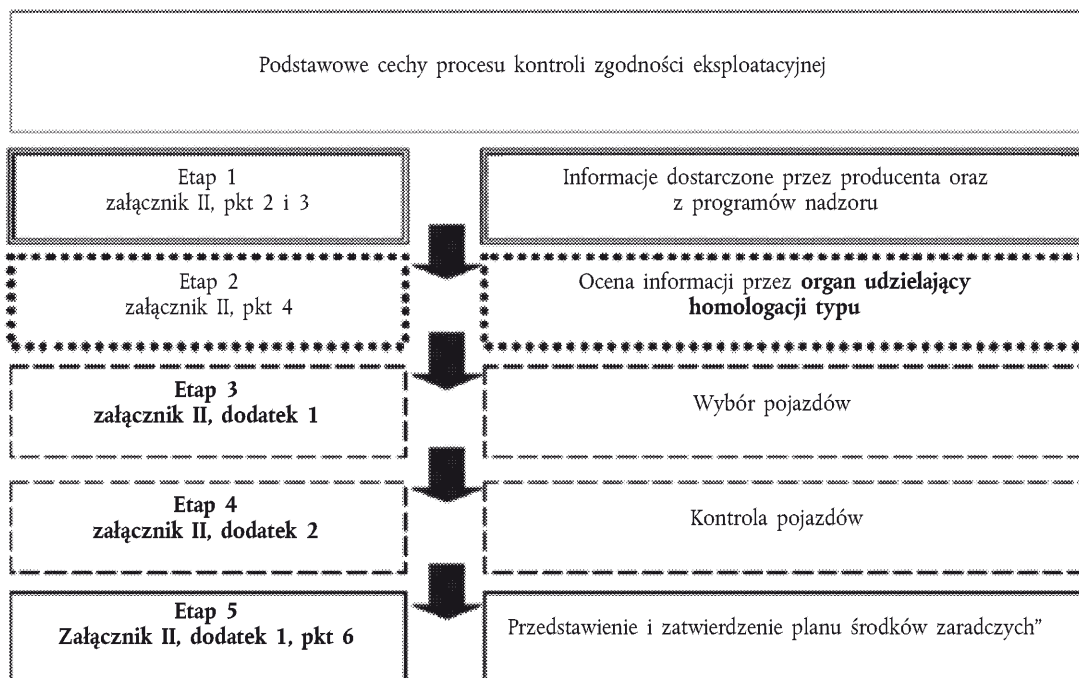 Podstawowe cechy procesu kontroli zgodności eksploatacyjnej
Etap 1
załącznik II, pkt 2 i 3
Informacje dostarczone przez producenta oraz
z programów nadzoru
Etap 2
załącznik II, pkt 4
Ocena informacji przez organ udzielający
homologacji typu
Etap 3
załącznik II, dodatek 1
Wybór pojazdów
Etap 4
załącznik II, dodatek 2
Kontrola pojazdów
Etap 5
Załącznik II, dodatek 1, pkt 6
Przedstawienie i zatwierdzenie planu środków zaradczych”